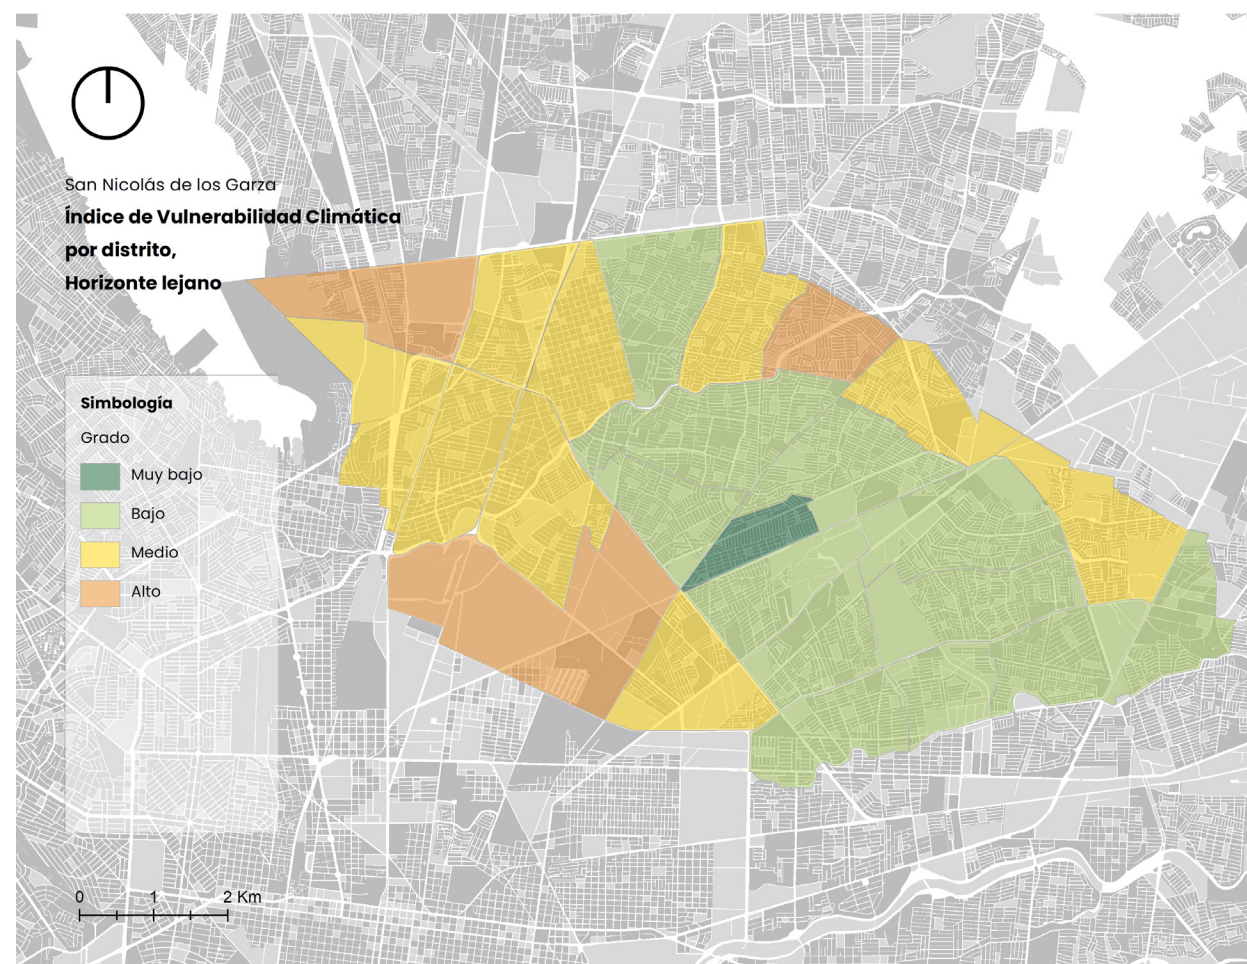 San Nicolás de los Garza
Índice de Vulnerabilidad Climática
por distrito,
Horizonte lejano
Simbología
Grado
Muy bajo
Bajo
Medio
Alto
0 1 2 Km